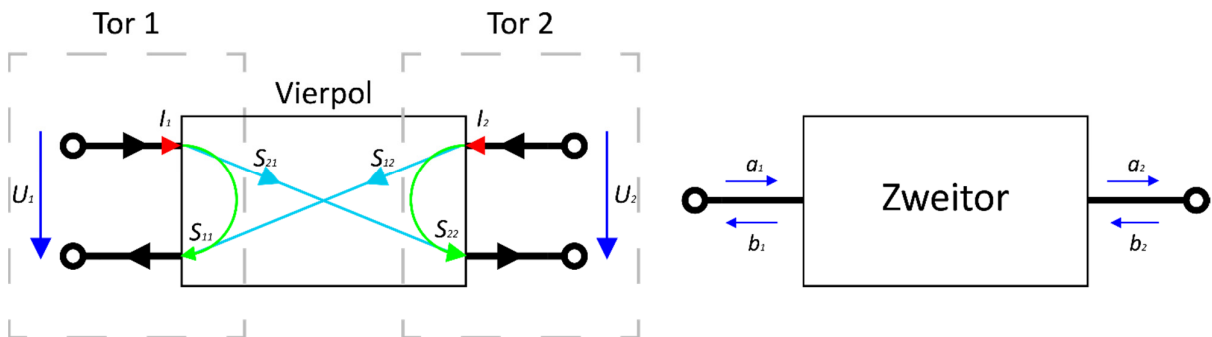 Tor 1
Tor 2
Vierpol
I₁
I₂
S₂₁
S₁₂
U₁
U₂
S₁₁
S₂₂
a₁
a₂
Zweitor
b₁
b₂